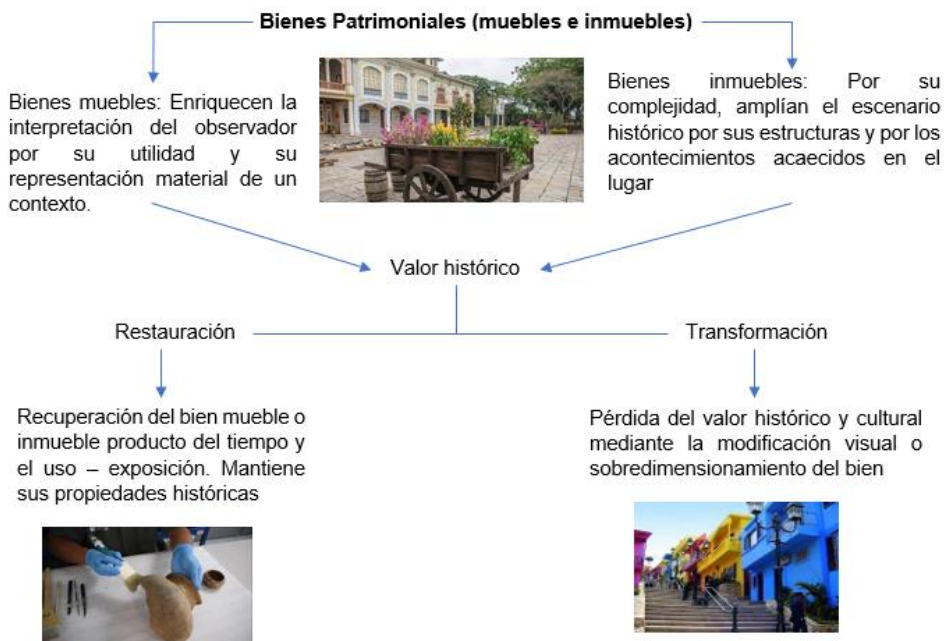 Bienes Patrimoniales (muebles e inmuebles)
Bienes muebles: Enriquecen la
interpretación del observador
por su utilidad y su
representación material de un
contexto.
Bienes inmuebles: Por su
complejidad, amplían el escenario
histórico por sus estructuras y por los
acontecimientos acaecidos en el
lugar
Valor histórico
Restauración
Transformación
Recuperación del bien mueble o
inmueble producto del tiempo y
el uso – exposición. Mantiene
sus propiedades históricas
Pérdida del valor histórico y cultural
mediante la modificación visual o
sobredimensionamiento del bien